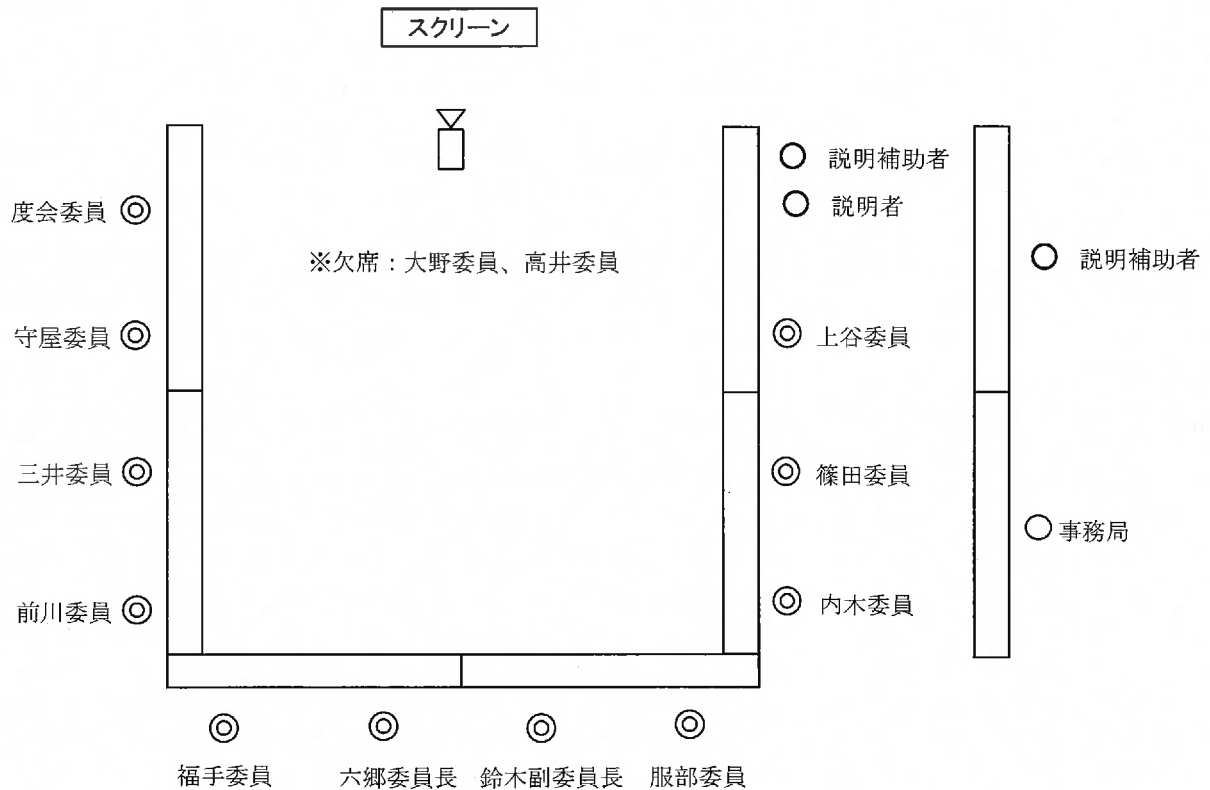 スクリーン
説明補助者
度会委員
説明者
※欠席：大野委員、高井委員
説明補助者
守屋委員
上谷委員
三井委員
篠田委員
事務局
前川委員
内木委員
福手委員
六郷委員長
鈴木副委員長
服部委員